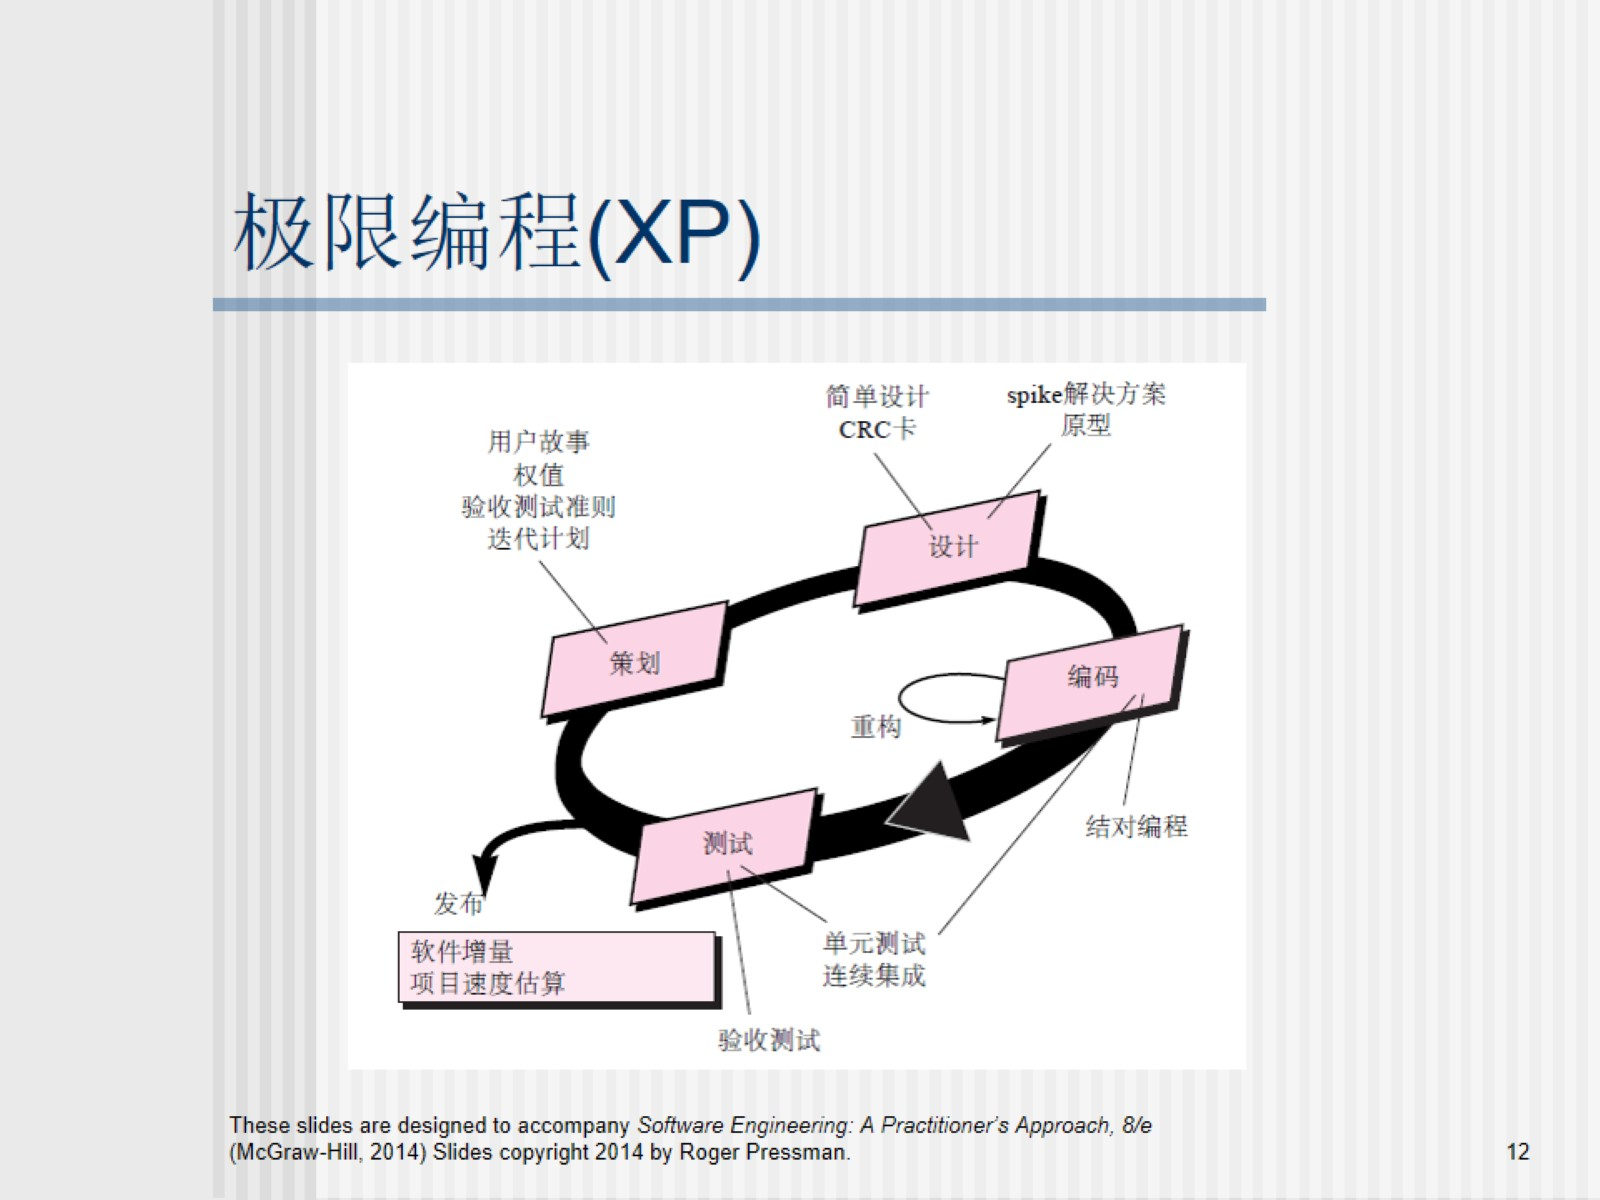 极限编程(XP)
简单设计
CRC卡
spike解决方案
原型
用户故事
权值
验收测试准则
迭代计划
设计
策划
编码
重构
结对编程
测试
发布
软件增量
项目速度估算
单元测试
连续集成
验收测试
These slides are designed to accompany Software Engineering: A Practitioner's Approach, 8/e
(McGraw-Hill, 2014) Slides copyright 2014 by Roger Pressman.
12